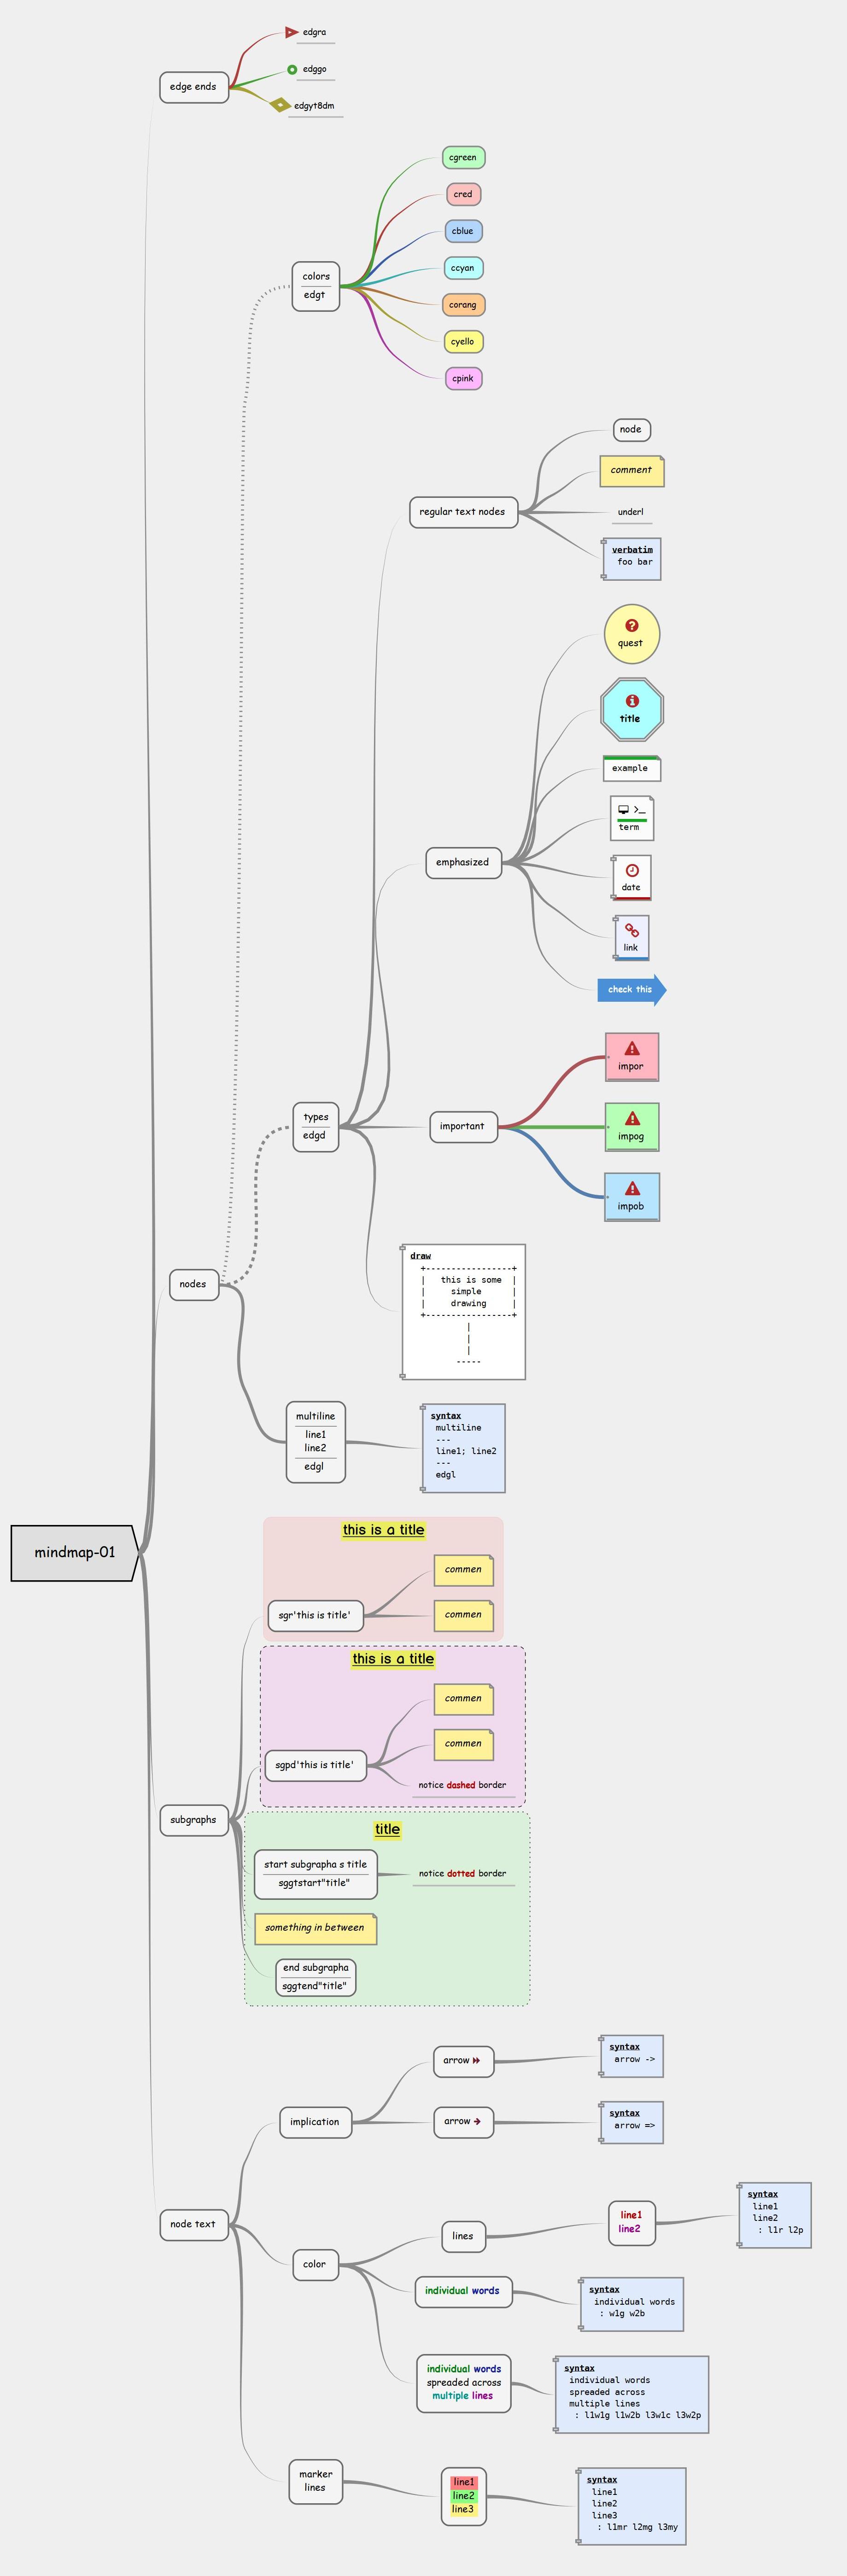 edgra
edge ends
edggo
edgyt8dm
cgreen
cred
cblue
colors
edgt
ccyan
corang
cyello
cpink
node
comment
regular text nodes
underl
verbatim
foo bar
quest
title
example
term
emphasized
date
link
check this
impor
types
edgd
important
impog
impob
draw
+-----------------+
|   this is some  |
|     simple      |
|     drawing     |
+-----------------+
|
|
|
-----
nodes
multiline
line1
line2
edgl
syntax
multiline
---
line1; line2
---
edgl
mindmap-01
this is a title
commen
sgr'this is title'
commen
this is a title
commen
commen
sgpd'this is title'
notice dashed border
subgraphs
title
start subgrapha s title
sggtstart"title"
notice dotted border
something in between
end subgrapha
sggtend"title"
arrow
syntax
arrow ->
implication
arrow
syntax
arrow =>
node text
line1
line2
syntax
line1
line2
: l1r l2p
lines
color
individual words
syntax
individual words
: w1g w2b
individual words
spreaded across
multiple lines
syntax
individual words
spreaded across
multiple lines
: l1w1g l1w2b l3w1c l3w2p
marker
lines
line1
line2
line3
syntax
line1
line2
line3
: l1mr l2mg l3my